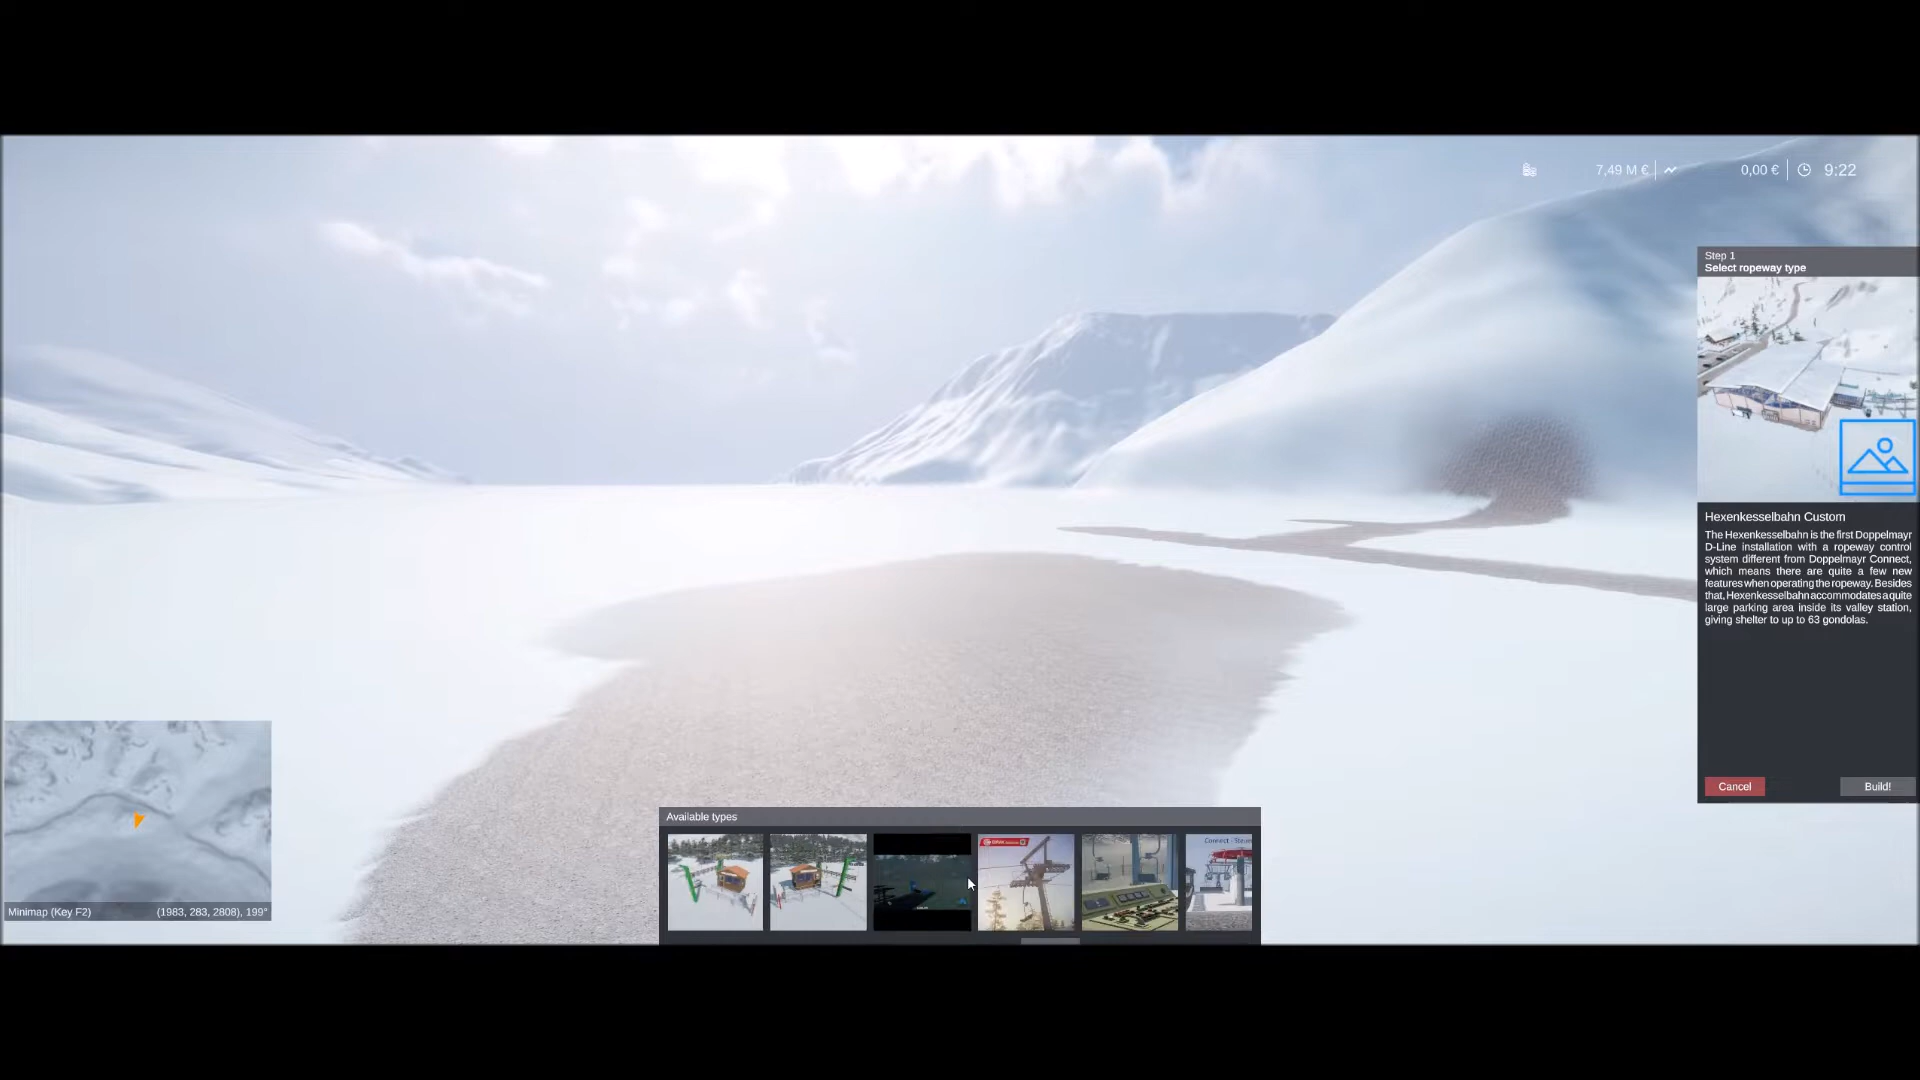 7,49 M €
0,00 €
9:22
Step 1
Select ropeway type
Hexenkesselbahn Custom
The Hexenkesselbahn is the first Doppelmayr
D-Line installation with a ropeway control
system different from Doppelmayr Connect,
which means there are quite a few new
features when operating the ropeway. Besides
that, Hexenkesselbahn accommodates a quite
large parking area inside its valley station,
giving shelter to up to 63 gondolas.
Cancel
Build!
Available types
Connect
Minimap (Key F2)
(1983, 283, 2808), 199°